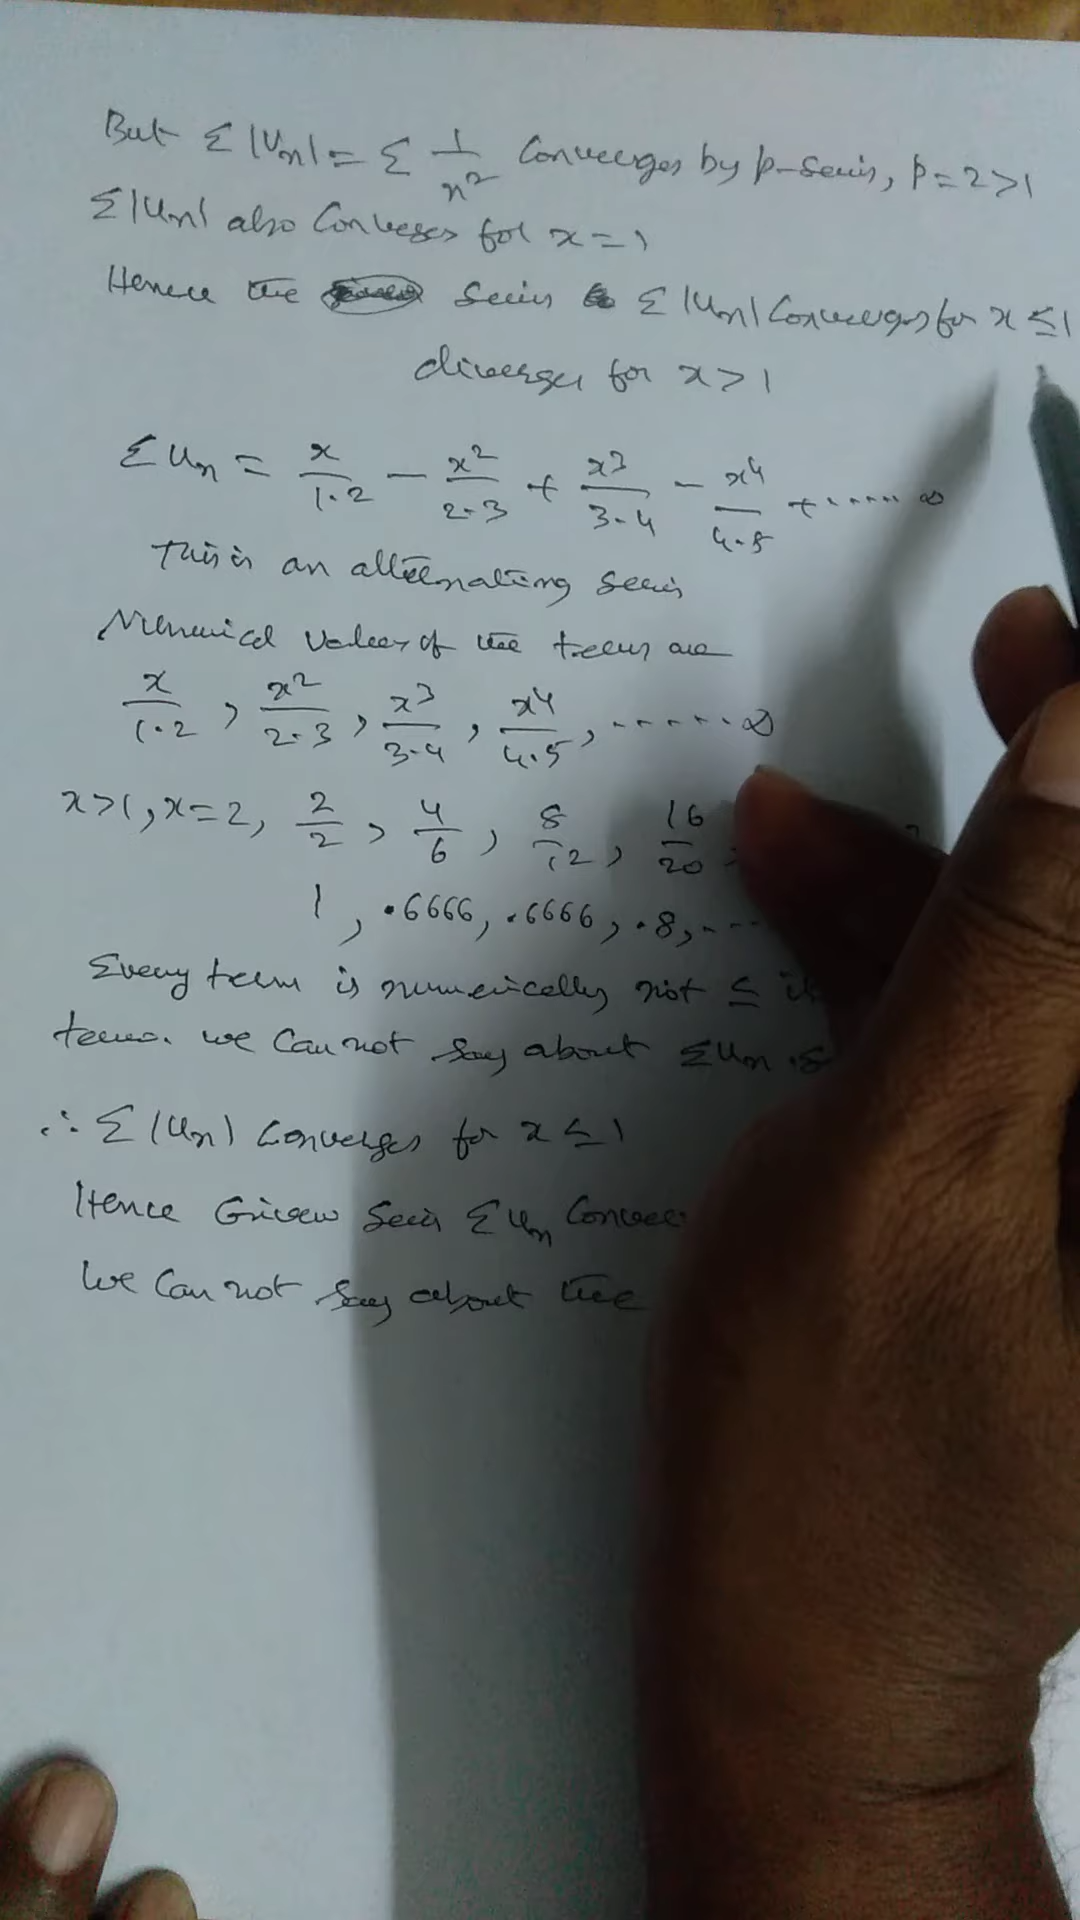 But Σ|Vn| = Σ 1/n² Converges by p-series, p=2>1
Σ|Un| also Converges for x=1
Hence the Series Σ|Un| Converges for x≤1
diverges for x>1
ΣUn = x/1·2 - x²/2·3 + x³/3·4 - x⁴/4·5 + ..... ∞
This is an alternating series
Numerical Values of the terms are
x/1·2, x²/2·3, x³/3·4, x⁴/4·5, ...... ∞
x>1, x=2, 2/2, 4/6, 8/12, 16/20
1, .6666, .6666, .8, ....
Every term is numerically not ≤
terms. we Can not Say about ΣUn
∴ Σ|Un| Converges for x≤1
Hence Given Series ΣUn
We Can not Say about the